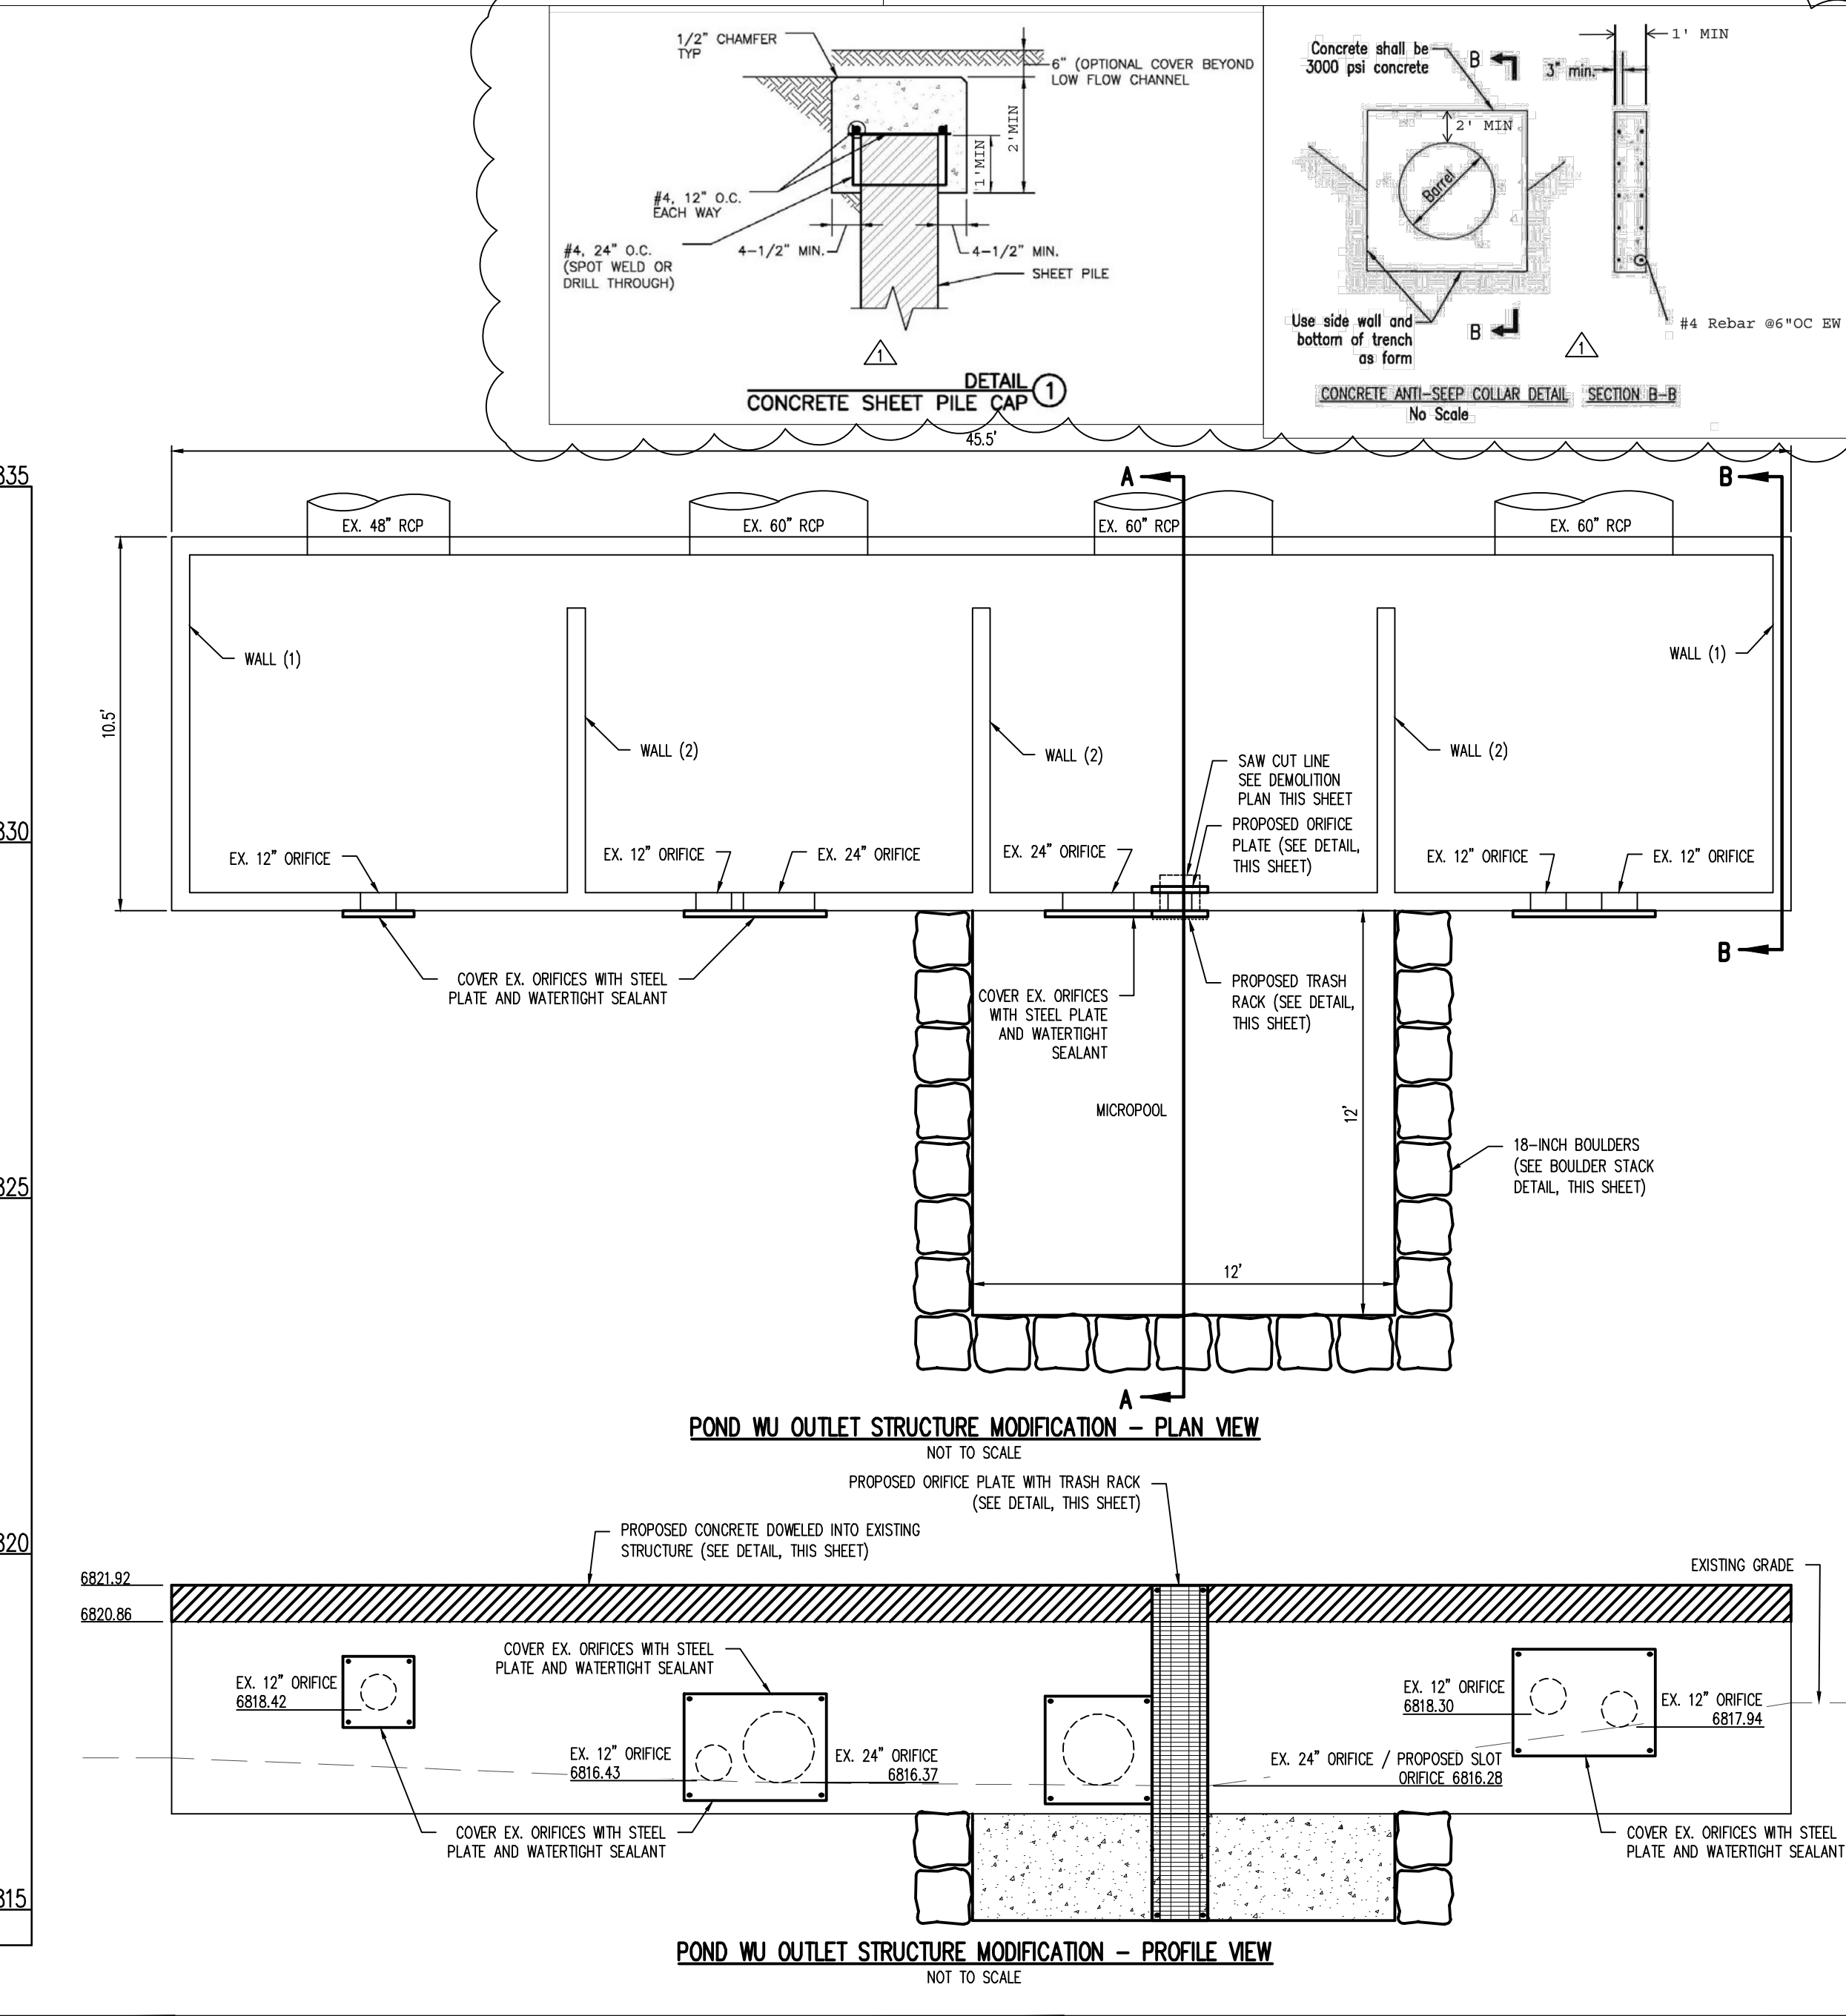 1/2" CHAMFER
TYP
6" (OPTIONAL COVER BEYOND
LOW FLOW CHANNEL
2'MIN
1'MIN
#4, 12" O.C.
EACH WAY
#4, 24" O.C.
(SPOT WELD OR
DRILL THROUGH)
4-1/2" MIN.
4-1/2" MIN.
SHEET PILE
1
DETAIL
CONCRETE SHEET PILE CAP
1
Concrete shall be
3000 psi concrete
B
1' MIN
3" min.
2' MIN
Barrel
Use side wall and
bottom of trench
as form
B
#4 Rebar @6"OC EW
1
CONCRETE ANTI-SEEP COLLAR DETAIL SECTION B-B
No Scale
45.5'
835
A
B
EX. 48" RCP
EX. 60" RCP
EX. 60" RCP
EX. 60" RCP
10.5'
WALL (1)
WALL (1)
WALL (2)
WALL (2)
WALL (2)
SAW CUT LINE
SEE DEMOLITION
PLAN THIS SHEET
PROPOSED ORIFICE
PLATE (SEE DETAIL,
THIS SHEET)
830
EX. 12" ORIFICE
EX. 12" ORIFICE
EX. 24" ORIFICE
EX. 24" ORIFICE
EX. 12" ORIFICE
EX. 12" ORIFICE
B
COVER EX. ORIFICES WITH STEEL
PLATE AND WATERTIGHT SEALANT
COVER EX. ORIFICES
WITH STEEL PLATE
AND WATERTIGHT
SEALANT
PROPOSED TRASH
RACK (SEE DETAIL,
THIS SHEET)
MICROPOOL
12'
18-INCH BOULDERS
(SEE BOULDER STACK
DETAIL, THIS SHEET)
825
12'
A
POND WU OUTLET STRUCTURE MODIFICATION - PLAN VIEW
NOT TO SCALE
PROPOSED ORIFICE PLATE WITH TRASH RACK
(SEE DETAIL, THIS SHEET)
PROPOSED CONCRETE DOWELED INTO EXISTING
STRUCTURE (SEE DETAIL, THIS SHEET)
820
EXISTING GRADE
6821.92
6820.86
COVER EX. ORIFICES WITH STEEL
PLATE AND WATERTIGHT SEALANT
EX. 12" ORIFICE
6818.42
EX. 12" ORIFICE
6818.30
EX. 12" ORIFICE
6817.94
EX. 12" ORIFICE
6816.43
EX. 24" ORIFICE
6816.37
EX. 24" ORIFICE / PROPOSED SLOT
ORIFICE 6816.28
COVER EX. ORIFICES WITH STEEL
PLATE AND WATERTIGHT SEALANT
COVER EX. ORIFICES WITH STEEL
PLATE AND WATERTIGHT SEALANT
815
POND WU OUTLET STRUCTURE MODIFICATION - PROFILE VIEW
NOT TO SCALE